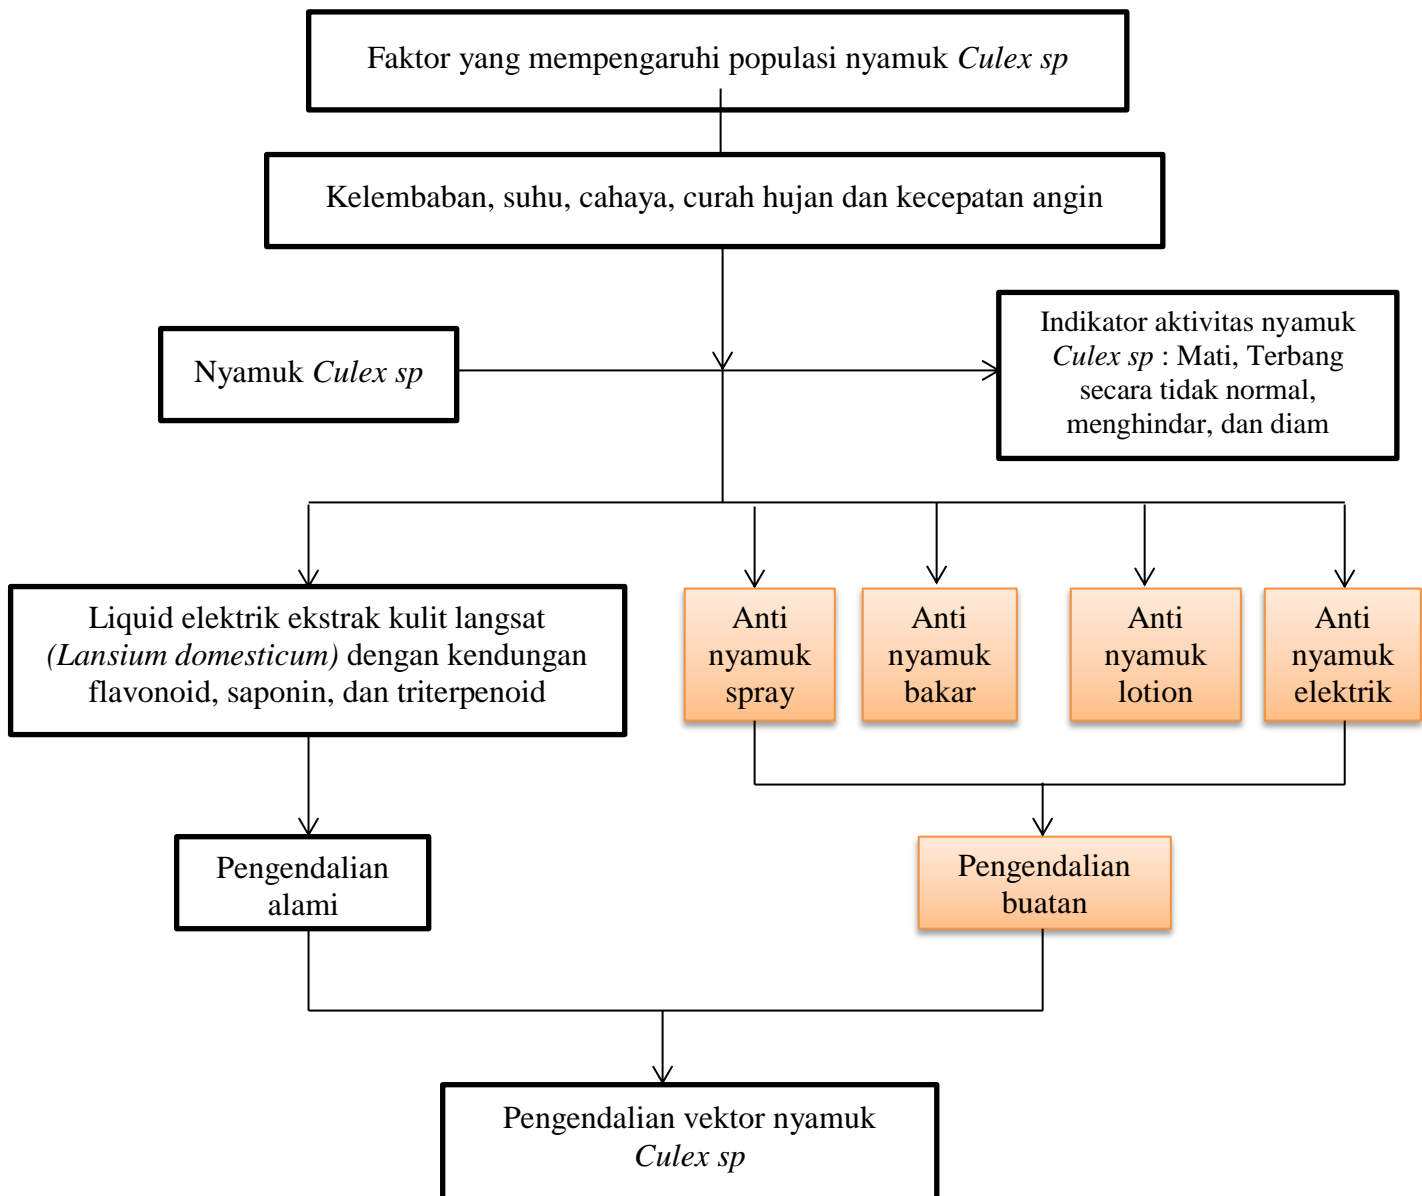 Faktor yang mempengaruhi populasi nyamuk Culex sp
Kelembaban, suhu, cahaya, curah hujan dan kecepatan angin
Nyamuk Culex sp
Indikator aktivitas nyamuk
Culex sp : Mati, Terbang
secara tidak normal,
menghindar, dan diam
Liquid elektrik ekstrak kulit langsat
(Lansium domesticum) dengan kendungan
flavonoid, saponin, dan triterpenoid
Anti
nyamuk
spray
Anti
nyamuk
bakar
Anti
nyamuk
lotion
Anti
nyamuk
elektrik
Pengendalian
alami
Pengendalian
buatan
Pengendalian vektor nyamuk
Culex sp